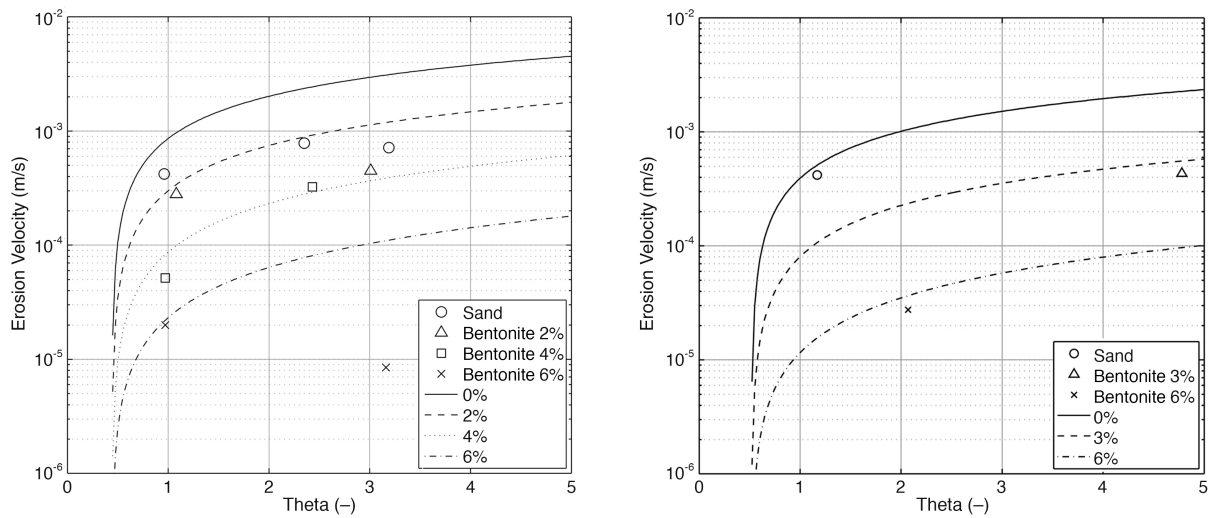 10-2
10-3
10-4
10-5
10-6
Erosion Velocity (m/s)
0 1 2 3 4 5
Theta (–)
Sand
Bentonite 2%
Bentonite 4%
Bentonite 6%
0%
2%
4%
6%
10-2
10-3
10-4
10-5
10-6
Erosion Velocity (m/s)
0 1 2 3 4 5
Theta (–)
Sand
Bentonite 3%
Bentonite 6%
0%
3%
6%